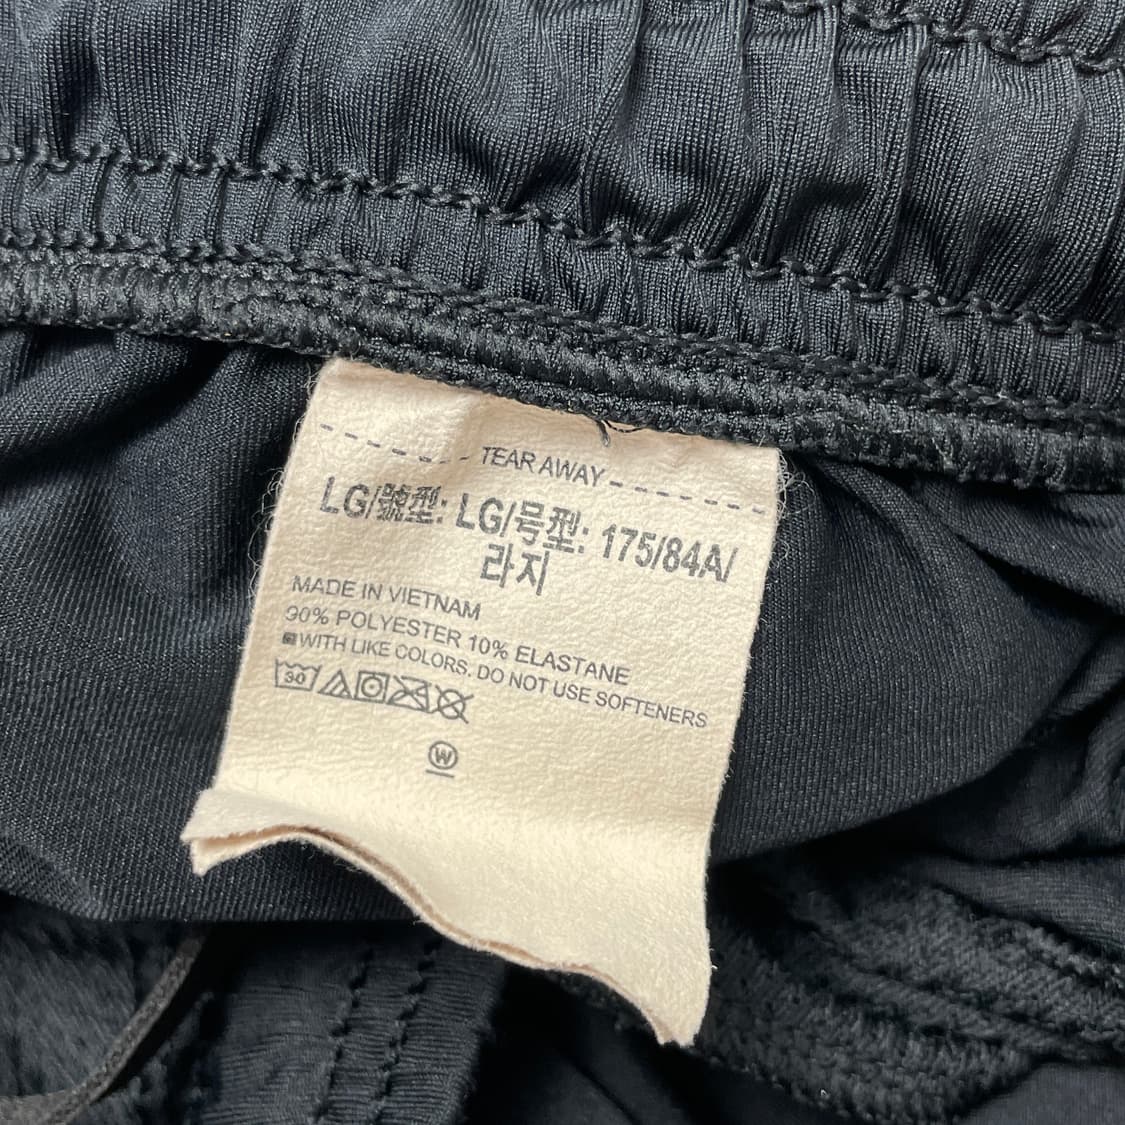 TEAR AWAY
LG/號型: LG/号型: 175/84A/
라지
MADE IN VIETNAM
90% POLYESTER 10% ELASTANE
WITH LIKE COLORS. DO NOT USE SOFTENERS
30
W